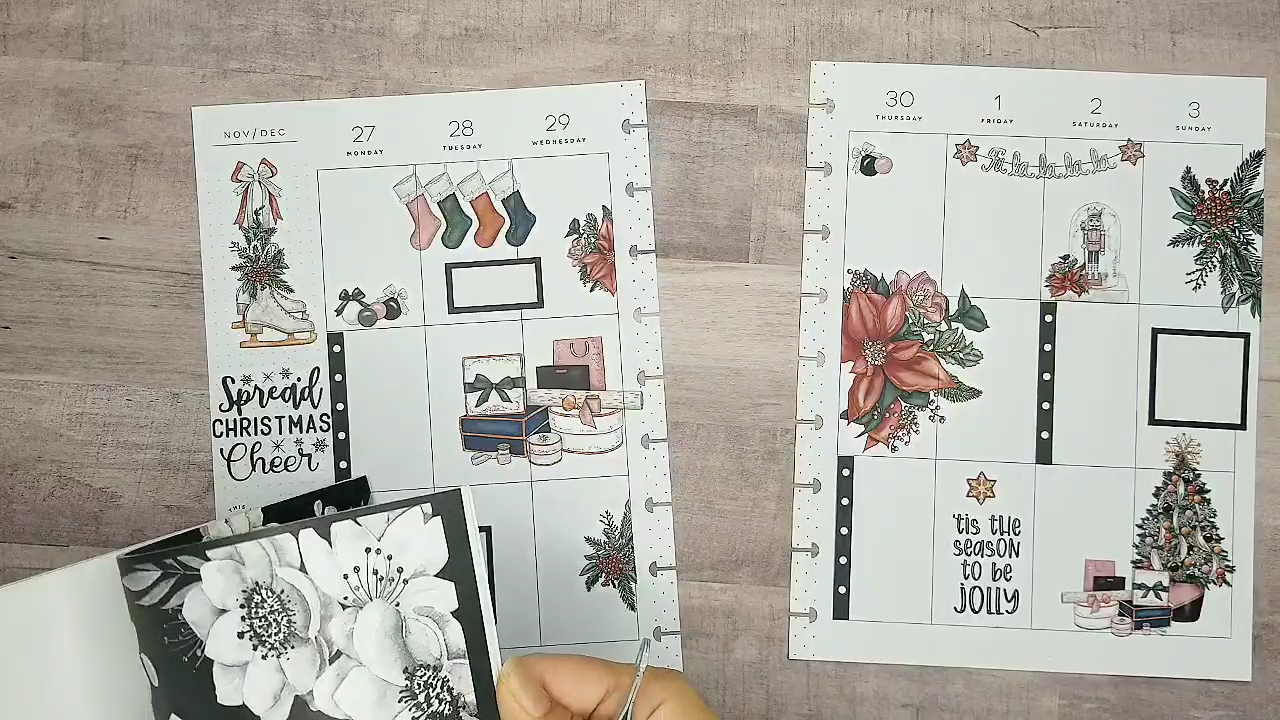 NOV/DEC
27
MONDAY
28
TUESDAY
29
WEDNESDAY
Spread
CHRISTMAS
Cheer
THIS
30
THURSDAY
1
FRIDAY
2
SATURDAY
3
SUNDAY
Fa la la la la
'tis the
season
to be
jolly